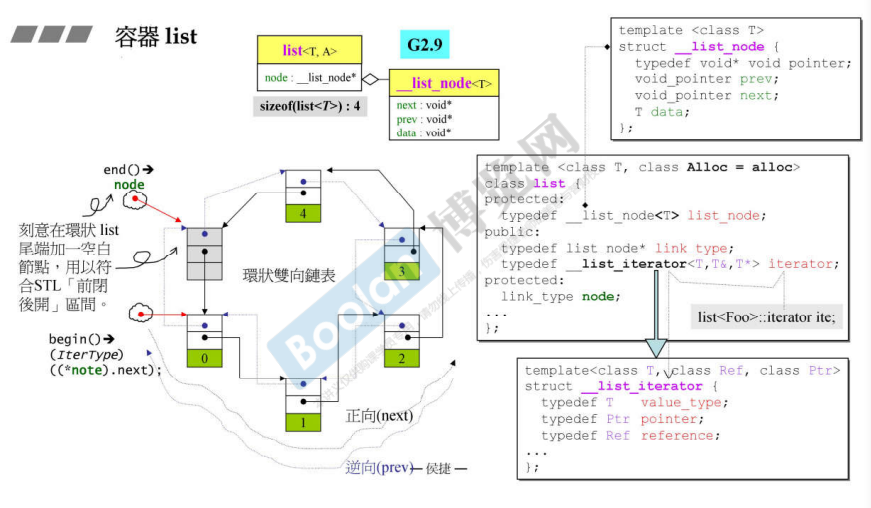 容器 list
list<T, A>
node : __list_node*
sizeof(list<T>) : 4
G2.9
__list_node<T>
next : void*
prev : void*
data : void*
template <class T>
struct __list_node {
typedef void* void pointer;
void_pointer prev;
void_pointer next;
T data;
};
end()
node
刻意在環狀 list
尾端加一空白
節點，用以符
合STL「前閉
後開」區間。
begin()
(IterType)
((*note).next);
環狀雙向鏈表
4
3
0
2
1
正向(next)
逆向(prev)
— 侯捷 —
template <class T, class Alloc = alloc>
class list {
protected:
typedef __list_node<T> list_node;
public:
typedef list node* link type;
typedef __list_iterator<T,T&,T*> iterator;
protected:
link_type node;
...
};
list<Foo>::iterator ite;
template<class T, class Ref, class Ptr>
struct __list_iterator {
typedef T value_type;
typedef Ptr pointer;
typedef Ref reference;
...
};
Boolan
博览网